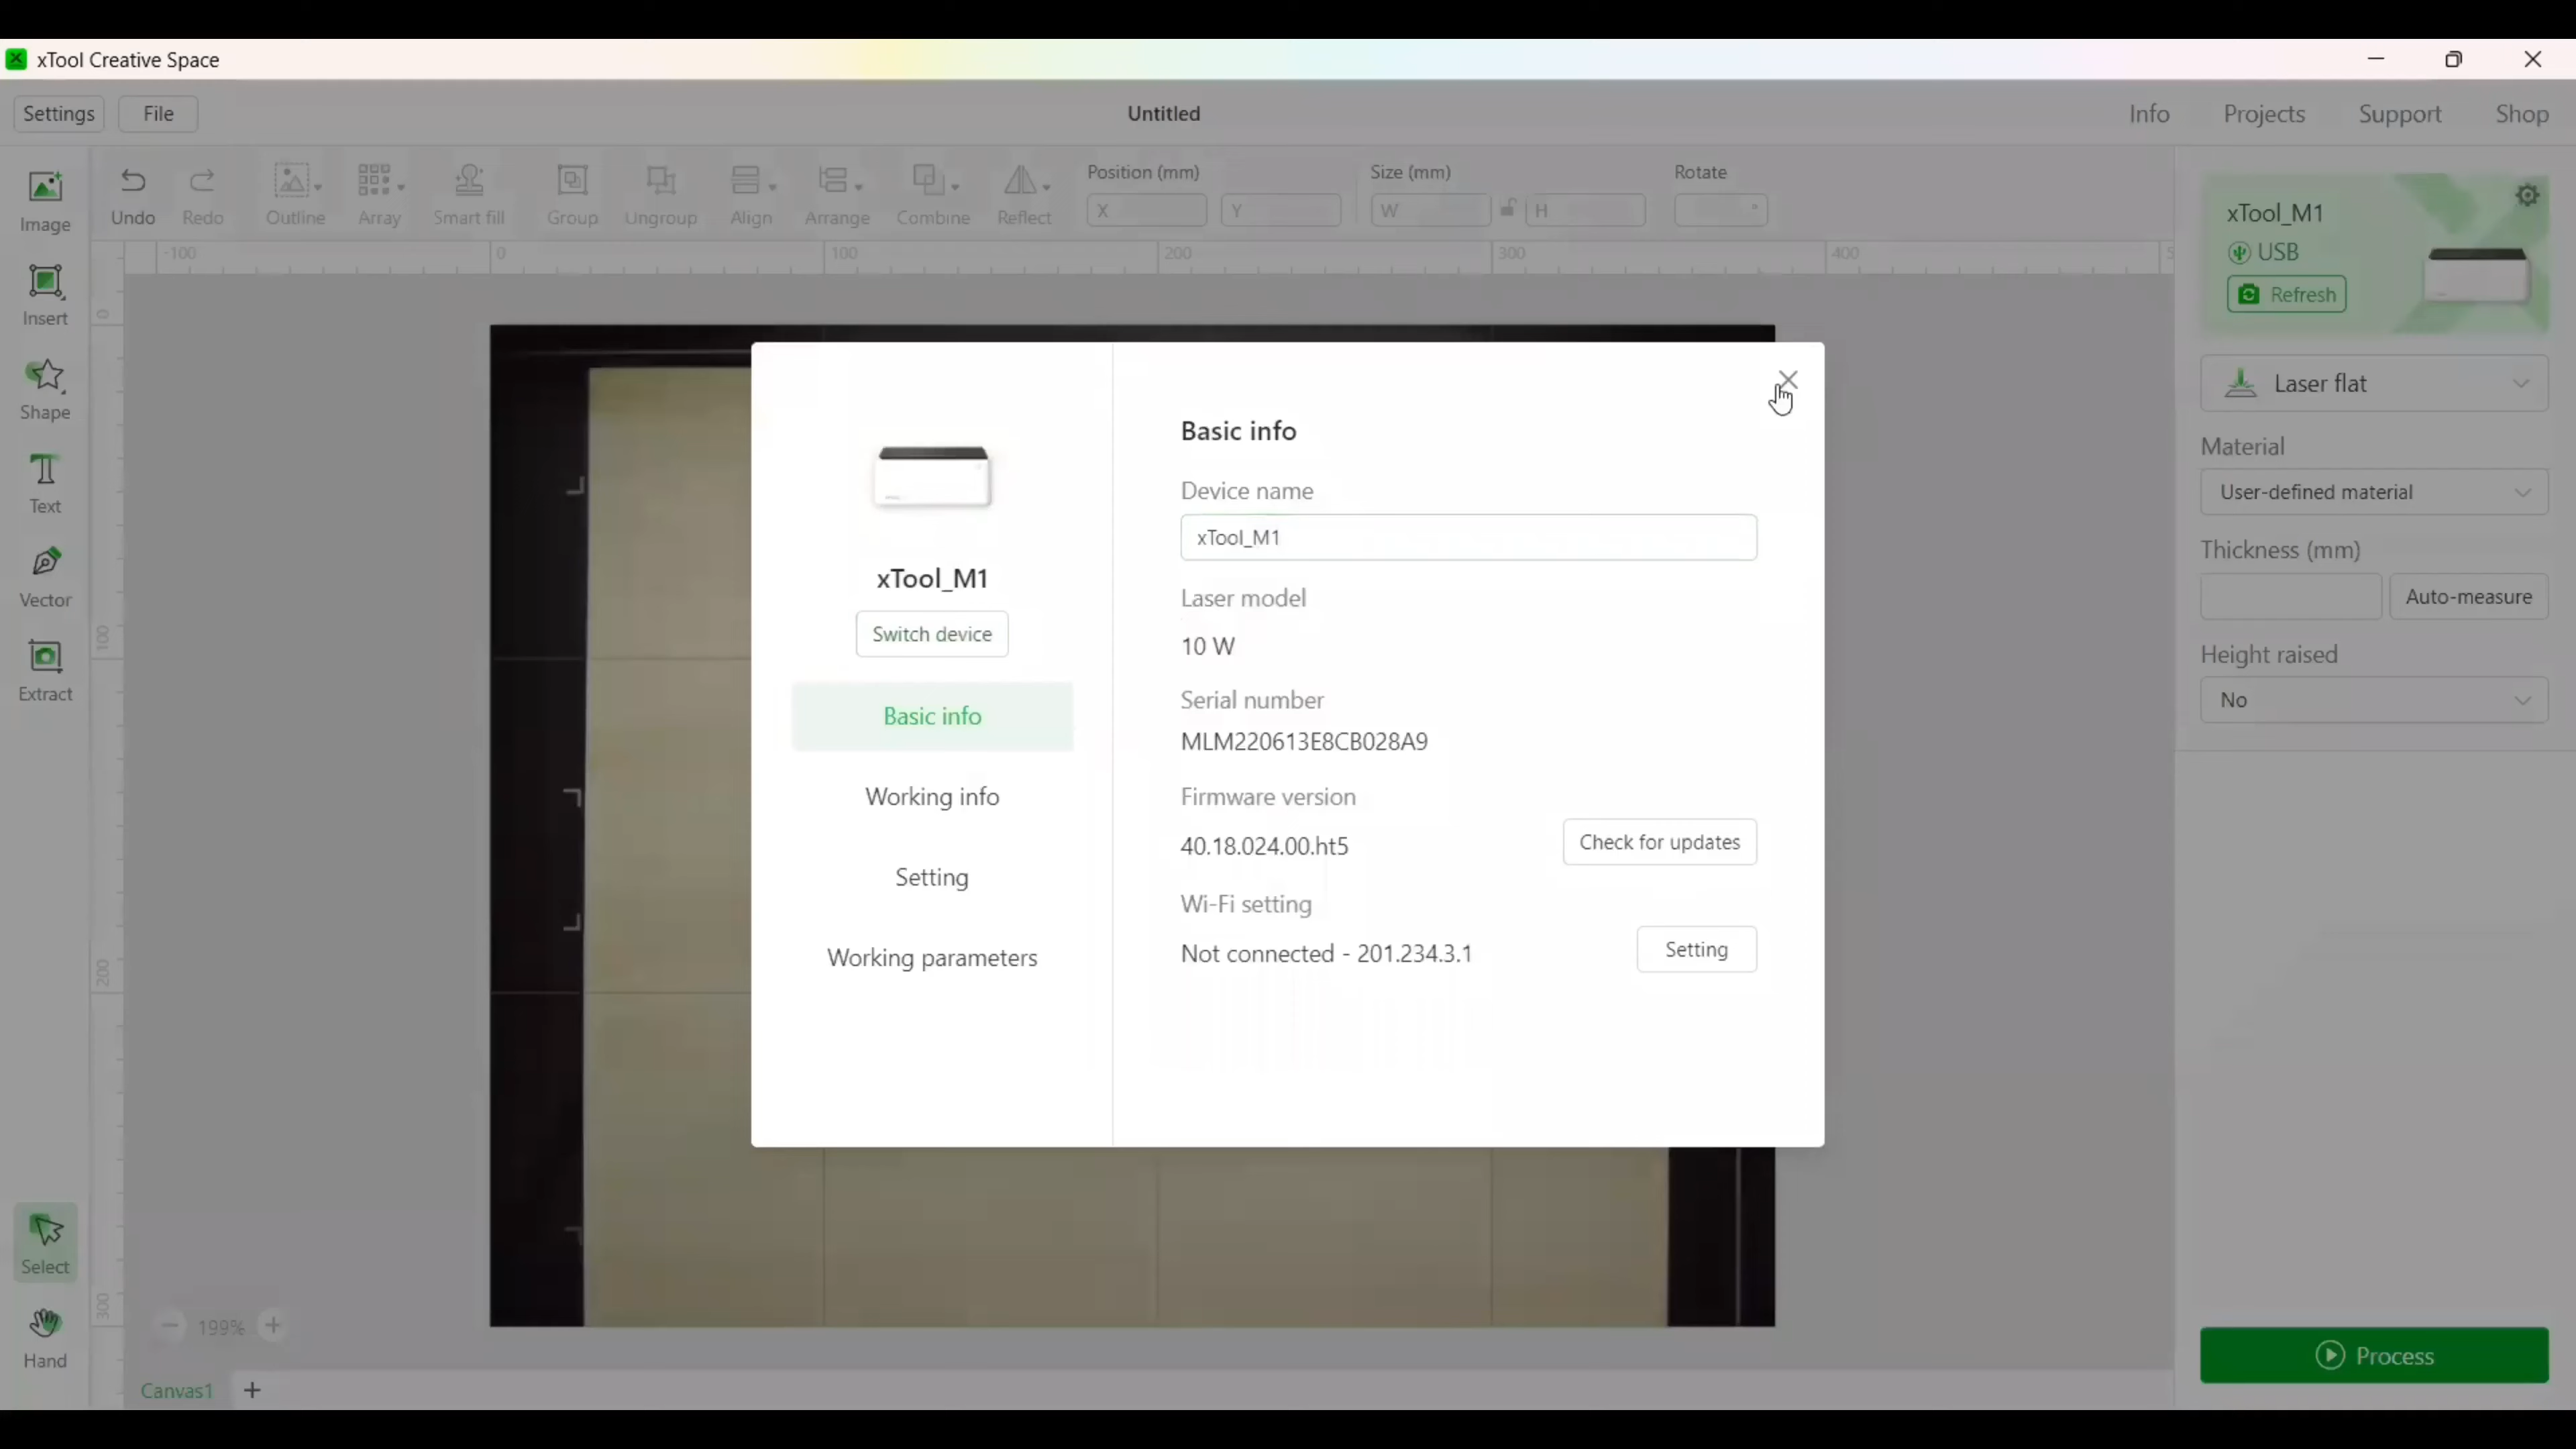 xTool Creative Space
Settings File Untitled Info Projects Support Shop
Undo Redo Outline Array Smart fill Group Ungroup Align Arrange Combine Reflect
Position (mm) Size (mm) Rotate
X Y W H °
-100 0 100 200 300 400 5
0 100 200 300
Image
Insert
Shape
Text
Vector
Extract
Select
Hand
xTool_M1
Switch device
Basic info
Working info
Setting
Working parameters
Basic info
Device name
xTool_M1
Laser model
10 W
Serial number
MLM220613E8CB028A9
Firmware version
40.18.024.00.ht5 Check for updates
Wi-Fi setting
Not connected - 201.234.3.1 Setting
xTool_M1
USB
Refresh
Laser flat
Material
User-defined material
Thickness (mm)
Auto-measure
Height raised
No
Process
199%
Canvas1 +